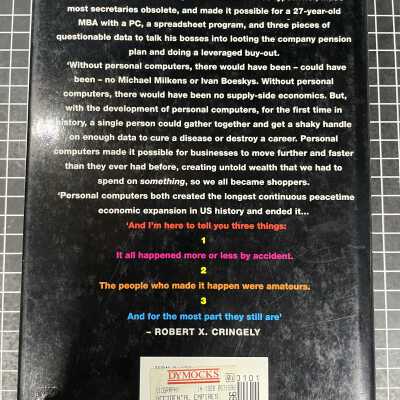 most secretaries obsolete, and made it possible for a 27-year-old
MBA with a PC, a spreadsheet program, and three pieces of
questionable data to talk his bosses into looting the company pension
plan and doing a leveraged buy-out.
‘Without personal computers, there would have been – could
have been – no Michael Milkens or Ivan Boeskys. Without personal
computers, there would have been no supply-side economics. But,
with the development of personal computers, for the first time in
history, a single person could gather together and get a shaky handle
on enough data to cure a disease or destroy a career. Personal
computers made it possible for businesses to move further and faster
than they ever had before, creating untold wealth that we had to
spend on something, so we all became shoppers.
‘Personal computers both created the longest continuous peacetime
economic expansion in US history and ended it...
‘And I'm here to tell you three things:
1
It all happened more or less by accident.
2
The people who made it happen were amateurs.
3
And for the most part they still are’
– ROBERT X. CRINGELY
DYMOCKS
BIOGRAPHY
ACCIDENTAL EMPIRES